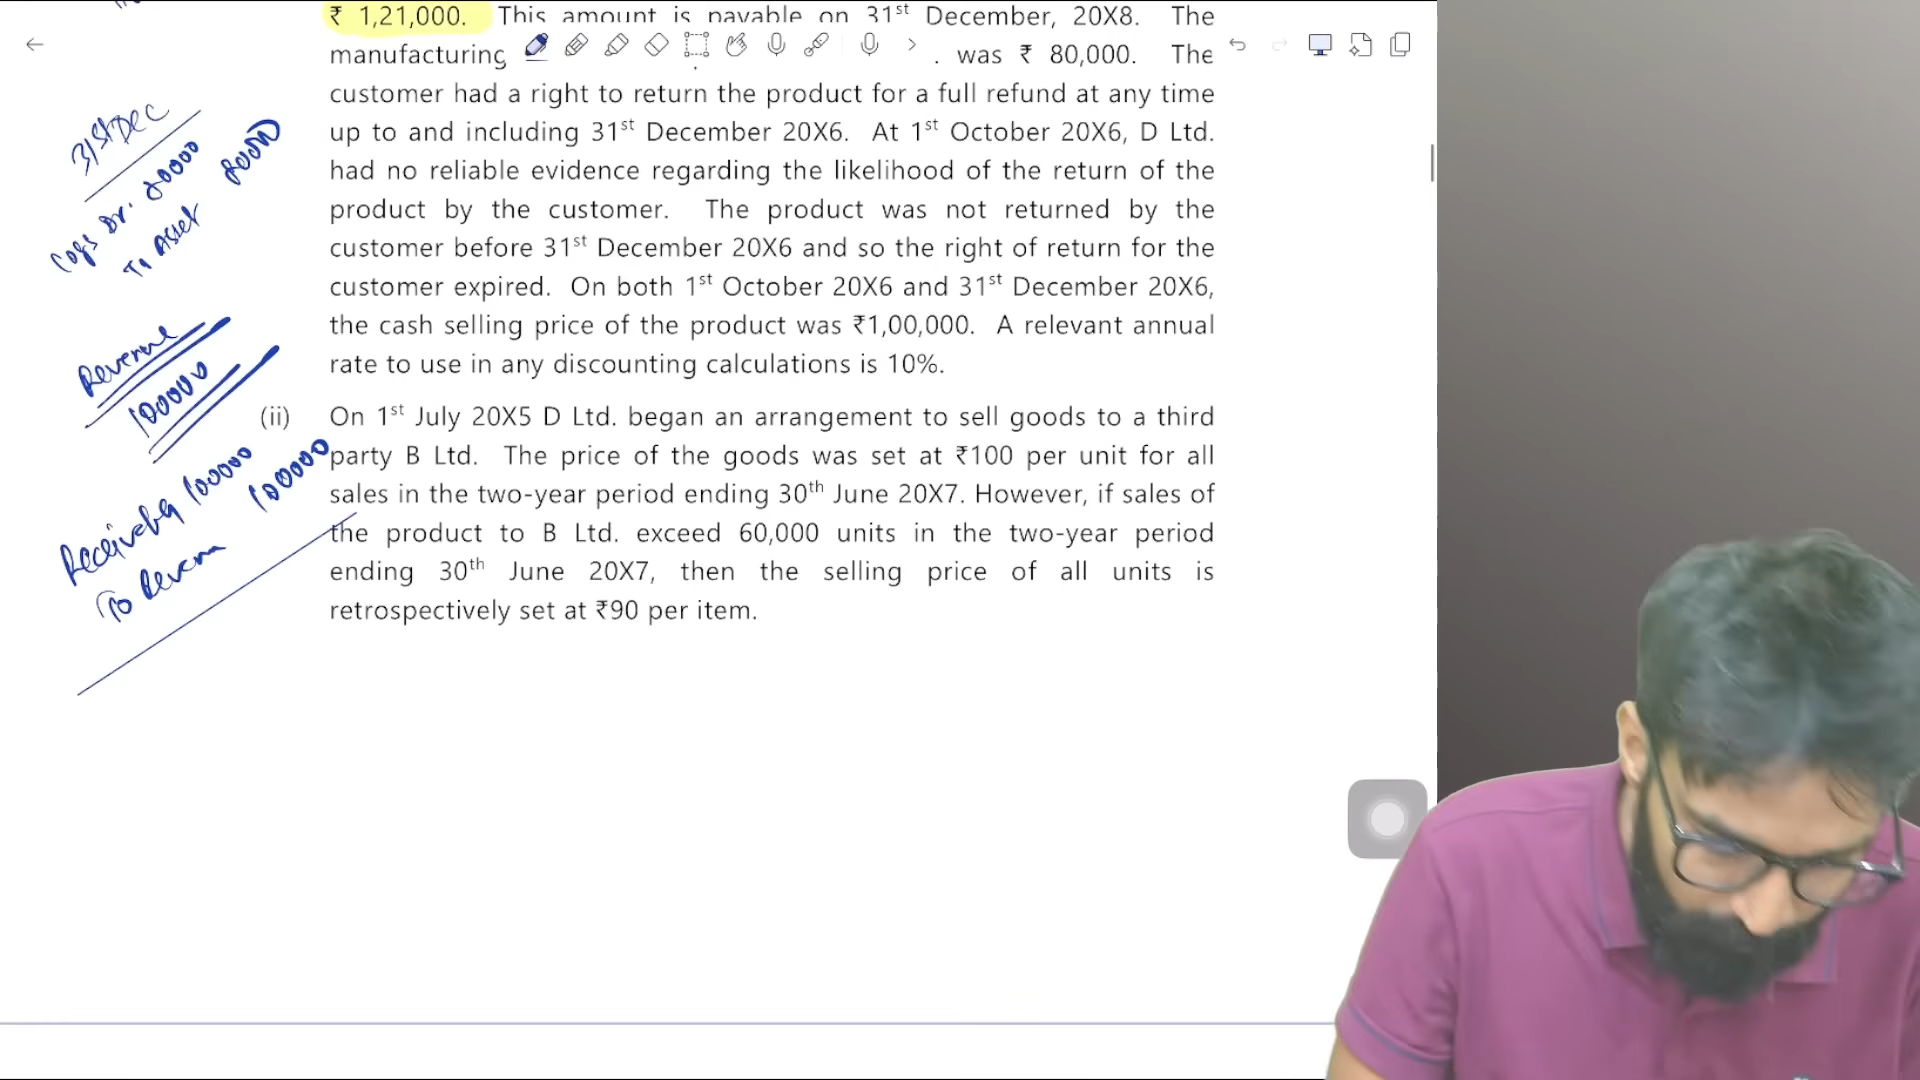 ₹ 1,21,000. This amount is payable on 31st December, 20X8. The
manufacturing . was ₹ 80,000. The
customer had a right to return the product for a full refund at any time
up to and including 31st December 20X6. At 1st October 20X6, D Ltd.
had no reliable evidence regarding the likelihood of the return of the
product by the customer. The product was not returned by the
customer before 31st December 20X6 and so the right of return for the
customer expired. On both 1st October 20X6 and 31st December 20X6,
the cash selling price of the product was ₹1,00,000. A relevant annual
rate to use in any discounting calculations is 10%.
(ii) On 1st July 20X5 D Ltd. began an arrangement to sell goods to a third
party B Ltd. The price of the goods was set at ₹100 per unit for all
sales in the two-year period ending 30th June 20X7. However, if sales of
the product to B Ltd. exceed 60,000 units in the two-year period
ending 30th June 20X7, then the selling price of all units is
retrospectively set at ₹90 per item.
31st Dec
Cogs Dr. 80000
To Asset 80000
Revenue
100000
Receivables 100000
To Revenue 100000